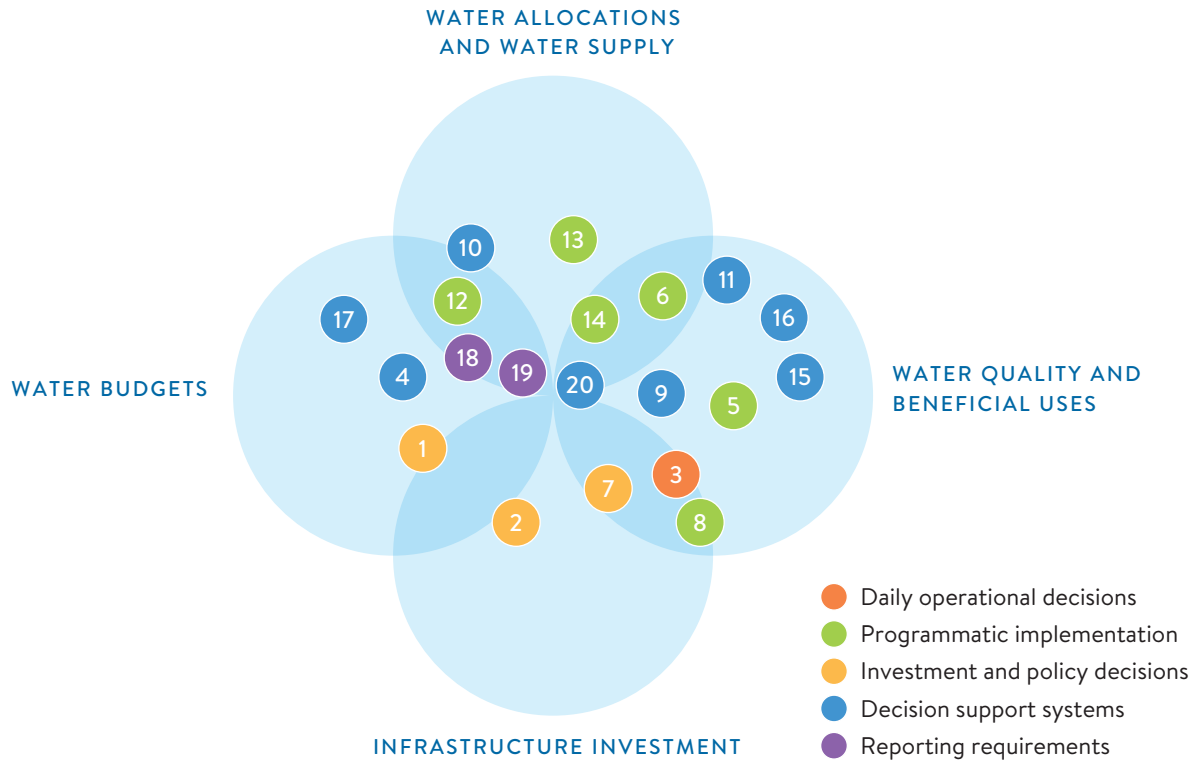 WATER ALLOCATIONS
AND WATER SUPPLY
13
10
11
6
12
16
14
17
18
19
15
4
20
9
5
WATER BUDGETS
WATER QUALITY AND
BENEFICIAL USES
1
3
7
2
8
Daily operational decisions
Programmatic implementation
Investment and policy decisions
Decision support systems
Reporting requirements
INFRASTRUCTURE INVESTMENT